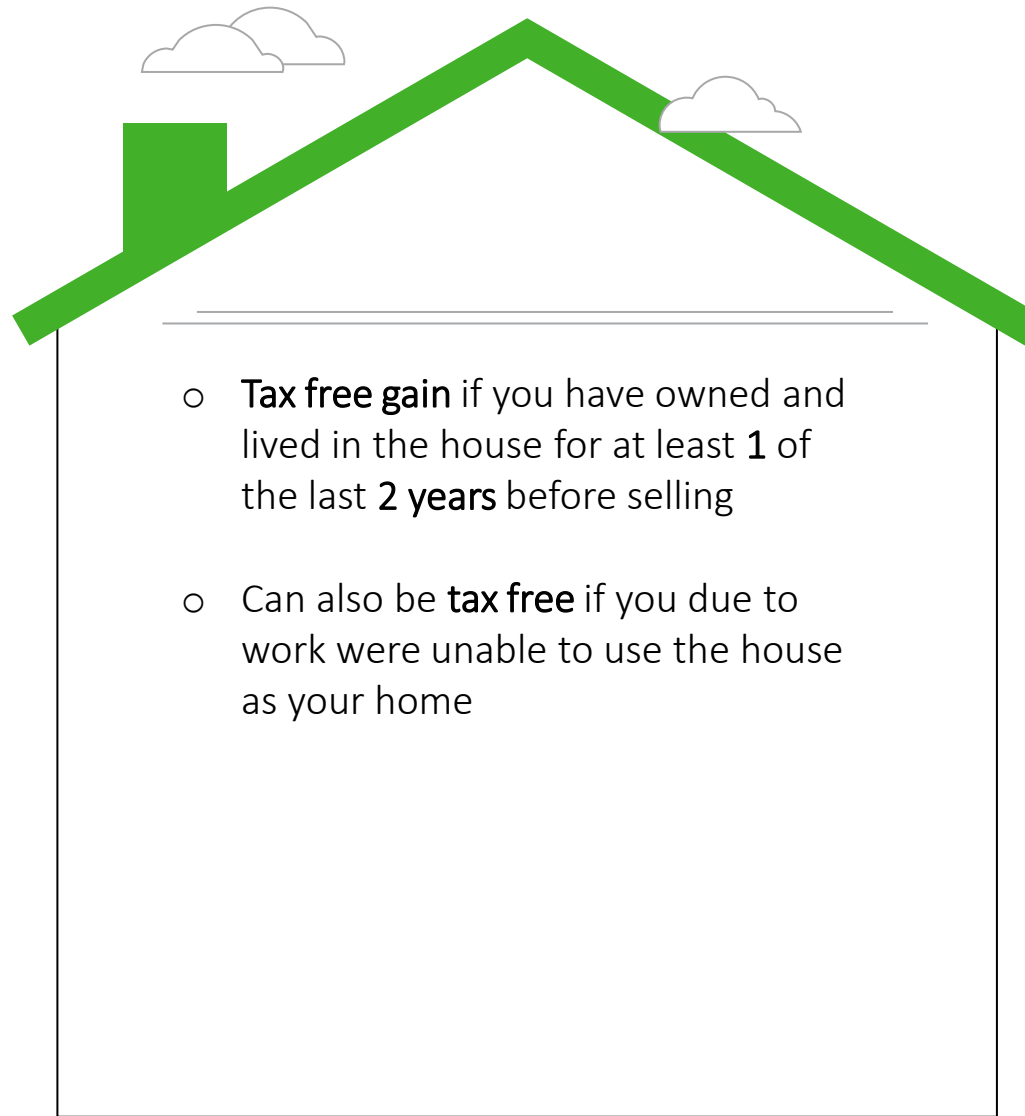 o Tax free gain if you have owned and
lived in the house for at least 1 of
the last 2 years before selling
o Can also be tax free if you due to
work were unable to use the house
as your home